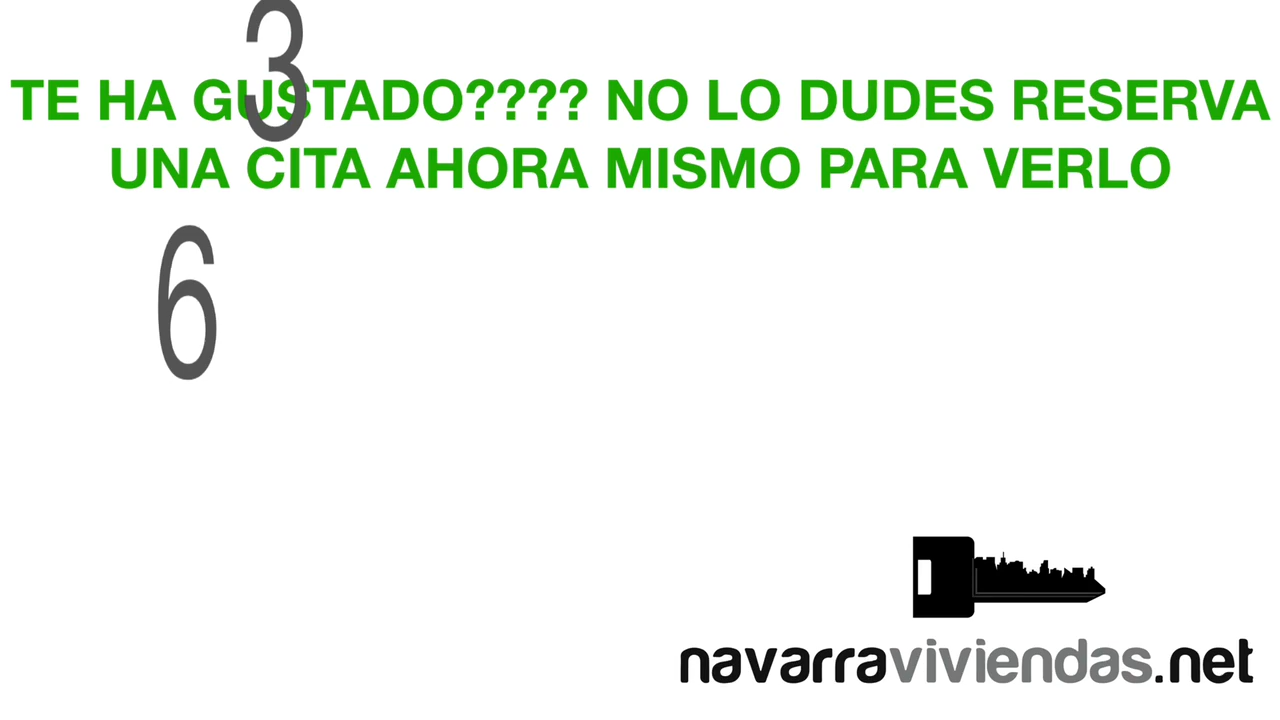 3
TE HA GUSTADO???? NO LO DUDES RESERVA
UNA CITA AHORA MISMO PARA VERLO
6
navarraviviendas.net